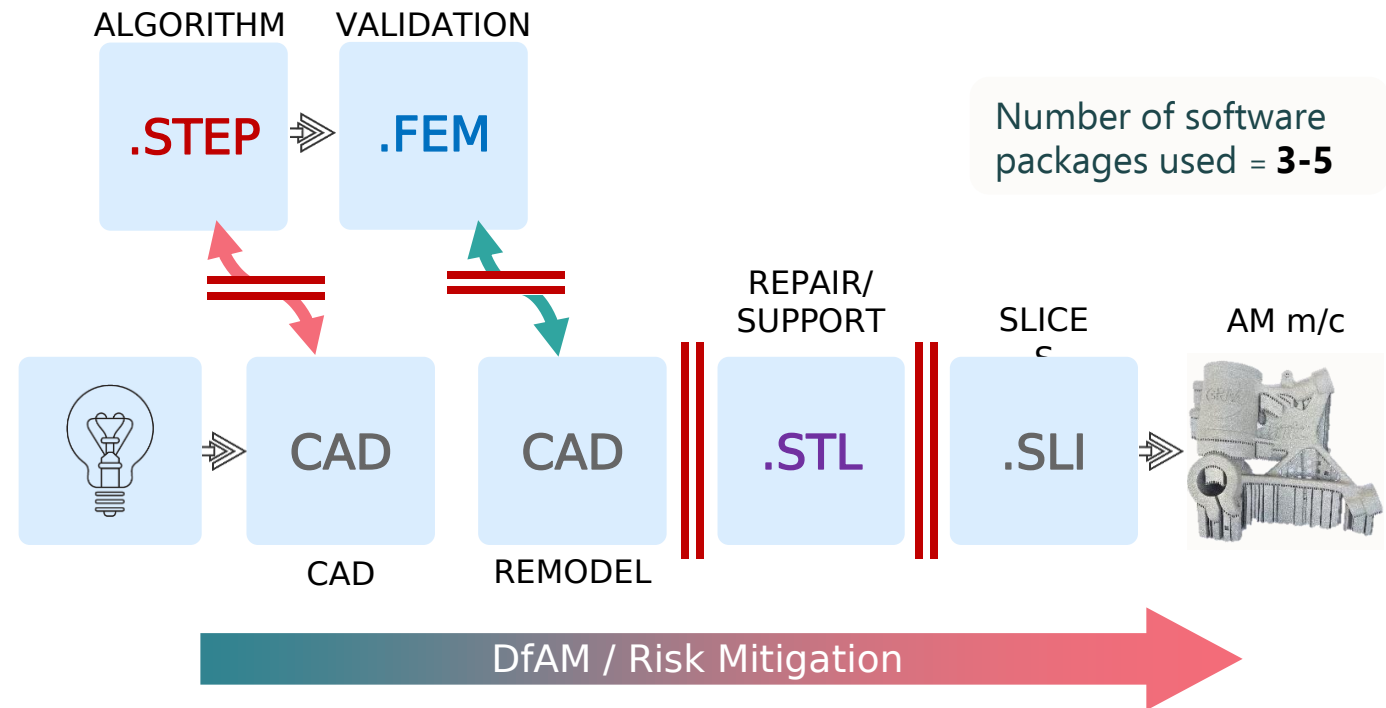 ALGORITHM
VALIDATION
.STEP
.FEM
Number of software
packages used = 3-5
REPAIR/
SUPPORT
SLICE
S
AM m/c
CAD
CAD
.STL
.SLI
CAD
REMODEL
DfAM / Risk Mitigation